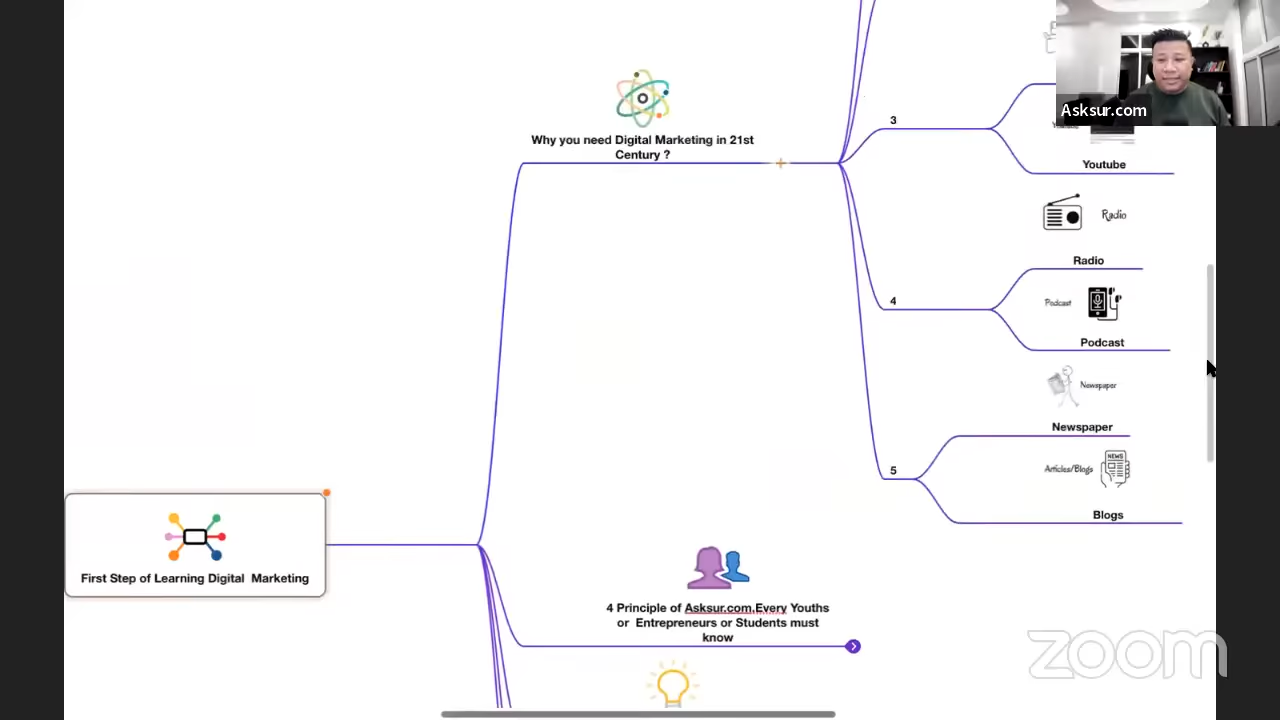 Asksur.com
Why you need Digital Marketing in 21st
Century ?
3
Youtube
Radio
Radio
4
Podcast
Podcast
Newspaper
Newspaper
5
Articles/Blogs
NEWS
Blogs
First Step of Learning Digital  Marketing
4 Principle of Asksur.com.Every Youths
or  Entrepreneurs or Students must
know
zoom